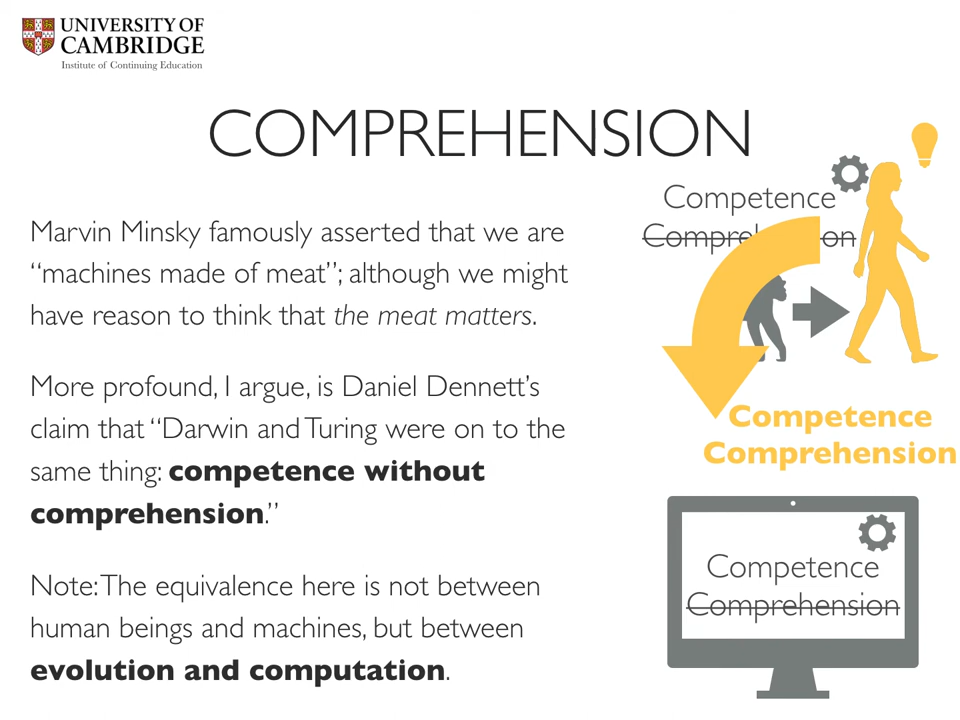 UNIVERSITY OF
CAMBRIDGE
Institute of Continuing Education
COMPREHENSION
Marvin Minsky famously asserted that we are
“machines made of meat”; although we might
have reason to think that the meat matters.
More profound, I argue, is Daniel Dennett’s
claim that “Darwin and Turing were on to the
same thing: competence without
comprehension.”
Note: The equivalence here is not between
human beings and machines, but between
evolution and computation.
Competence
Comprehension
Competence
Comprehension
Competence
Comprehension